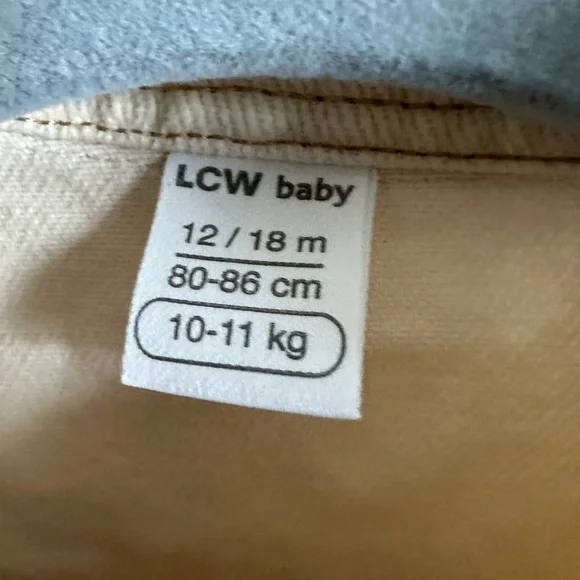 LCW baby
12 / 18 m
80-86 cm
10-11 kg